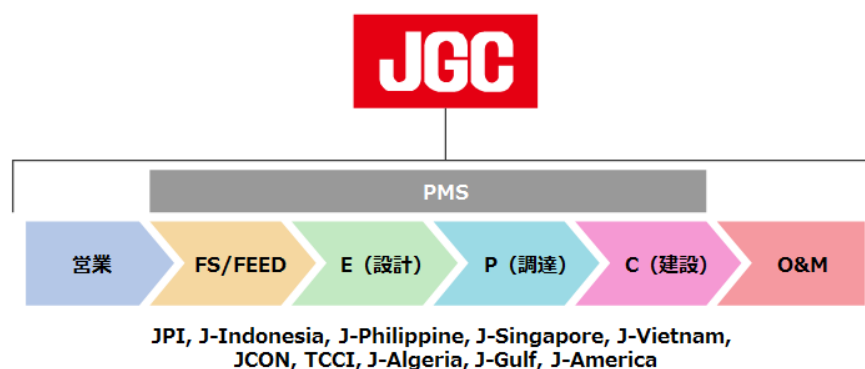 JGC
PMS
営業
FS/FEED
E（設計）
P（調達）
C（建設）
O&M
JPI, J-Indonesia, J-Philippine, J-Singapore, J-Vietnam,
JCON, TCCI, J-Algeria, J-Gulf, J-America